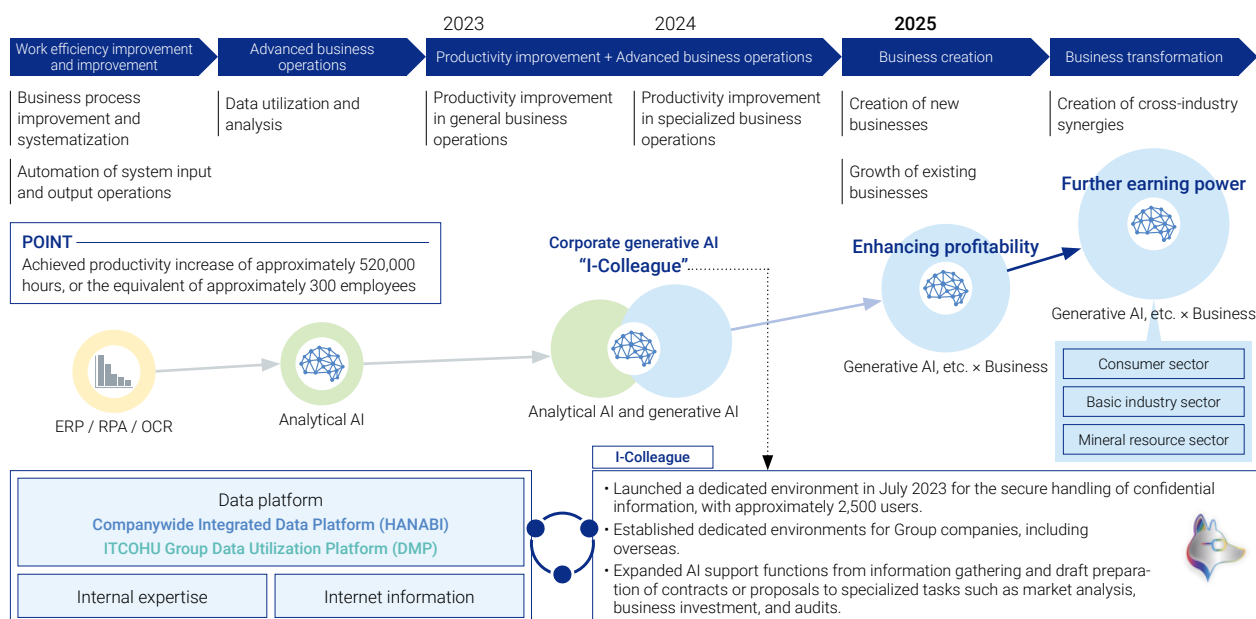 2023
2024
2025
Work efficiency improvement
and improvement
Advanced business
operations
Productivity improvement + Advanced business operations
Business creation
Business transformation
Business process
improvement and
systematization
Automation of system input
and output operations
Data utilization and
analysis
Productivity improvement
in general business
operations
Productivity improvement
in specialized business
operations
Creation of new
businesses
Growth of existing
businesses
Creation of cross-industry
synergies
POINT
Achieved productivity increase of approximately 520,000
hours, or the equivalent of approximately 300 employees
ERP / RPA / OCR
Analytical AI
Corporate generative AI
“I-Colleague”
Analytical AI and generative AI
Enhancing profitability
Generative AI, etc. × Business
Further earning power
Generative AI, etc. × Business
Consumer sector
Basic industry sector
Mineral resource sector
Data platform
Companywide Integrated Data Platform (HANABI)
ITCOHU Group Data Utilization Platform (DMP)
Internal expertise
Internet information
I-Colleague
• Launched a dedicated environment in July 2023 for the secure handling of confidential
information, with approximately 2,500 users.
• Established dedicated environments for Group companies, including
overseas.
• Expanded AI support functions from information gathering and draft prepara-
tion of contracts or proposals to specialized tasks such as market analysis,
business investment, and audits.